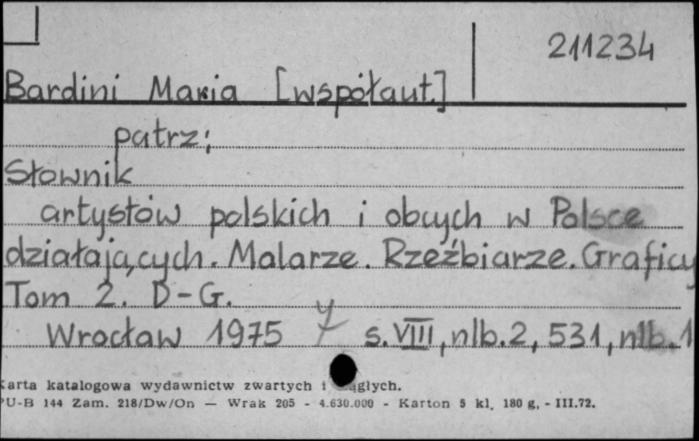 211234
Bardini Maria [współaut.]
patrz:
Słownik
artystów polskich i obcych w Polsce
działających. Malarze. Rzeźbiarze. Graficy
Tom 2. D-G.
Wrocław 1975 s. VIII, nlb. 2, 531, nlb. 1
Karta katalogowa wydawnictw zwartych i ciągłych.
PU-B 144 Zam. 218/Dw/On — Wrak 205 - 4.630.000 - Karton 5 kl. 180 g. - III.72.